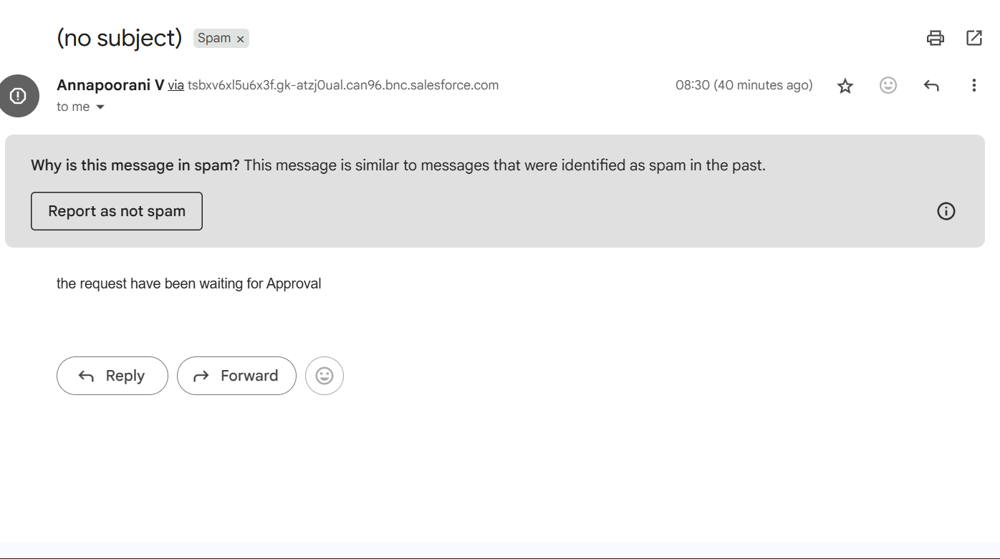 (no subject) Spam ×
Annapoorani V via tsbxv6xl5u6x3f.gk-atzj0ual.can96.bnc.salesforce.com 08:30 (40 minutes ago)
to me
Why is this message in spam? This message is similar to messages that were identified as spam in the past.
Report as not spam
the request have been waiting for Approval
Reply Forward